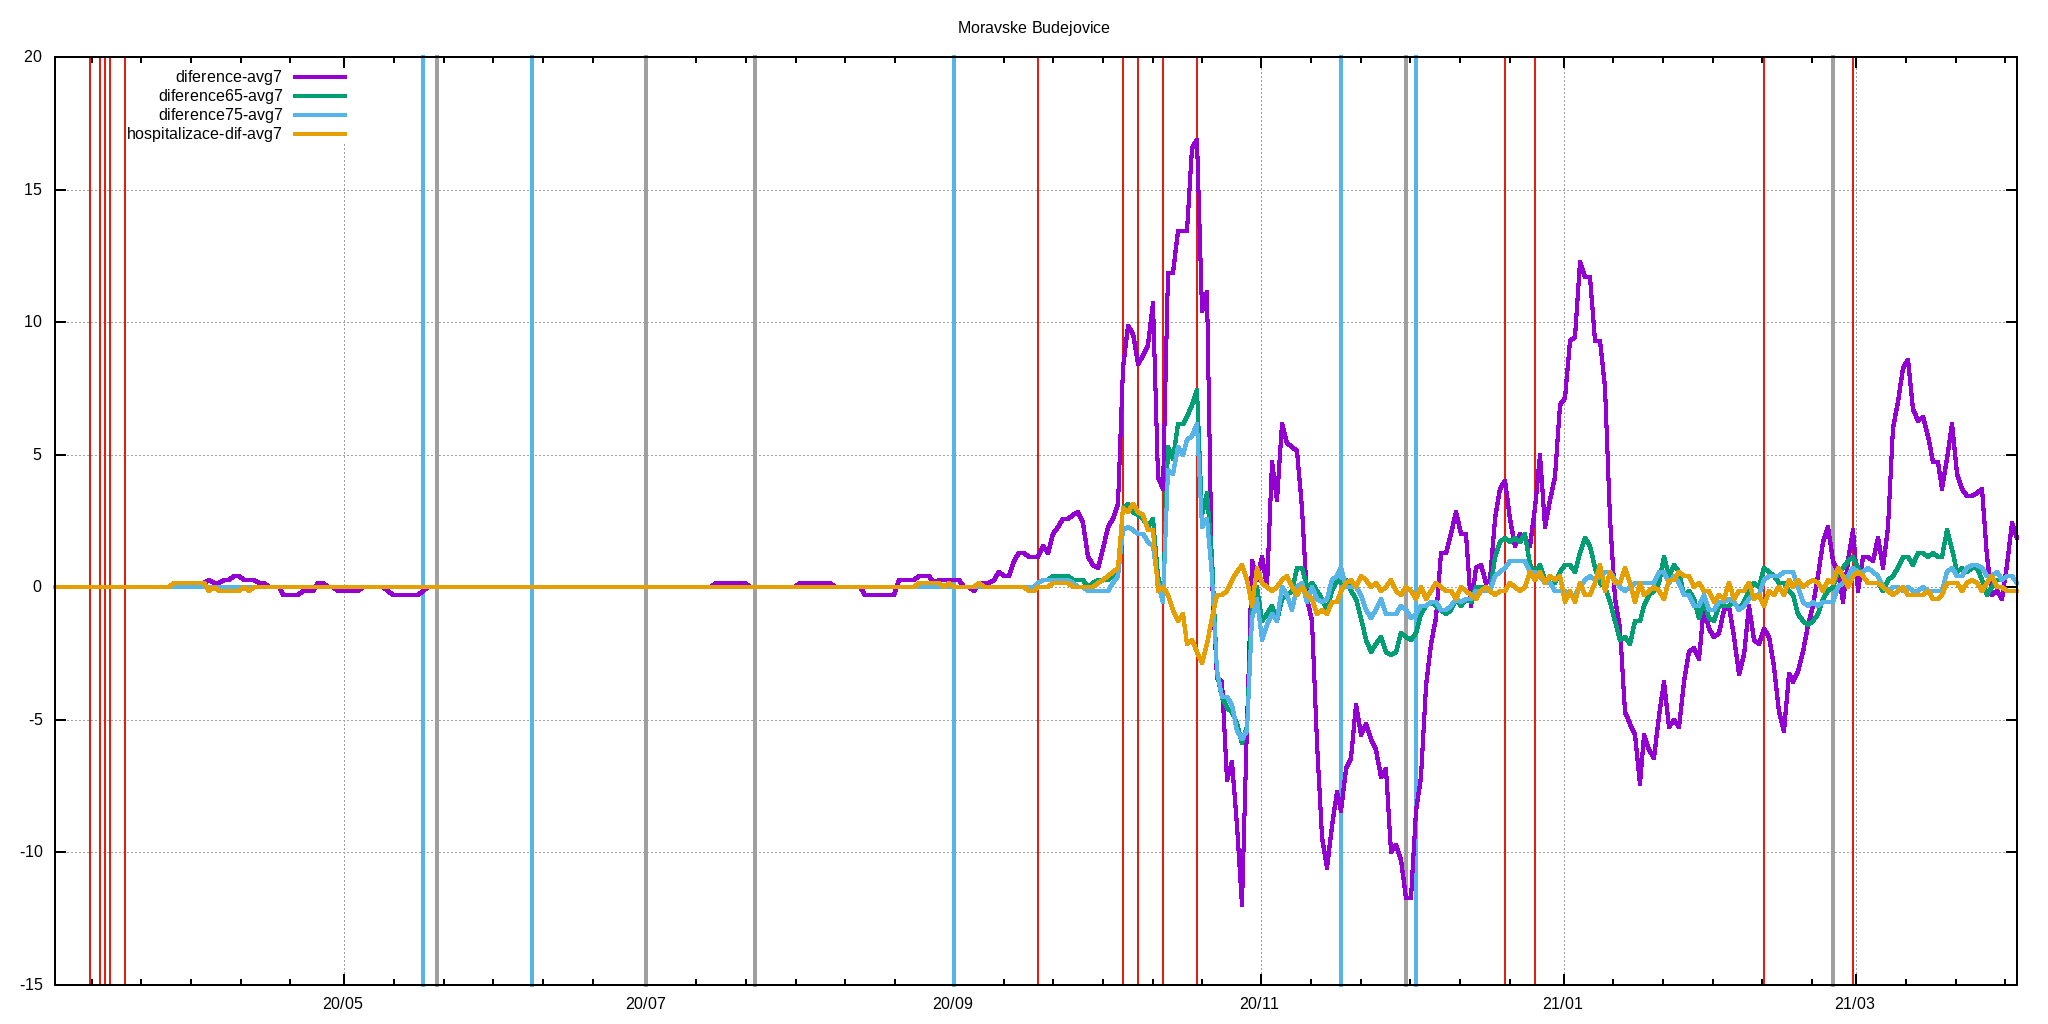 Moravske Budejovice
20
15
10
5
0
-5
-10
-15
diference-avg7
diference65-avg7
diference75-avg7
hospitalizace-dif-avg7
20/05
20/07
20/09
20/11
21/01
21/03